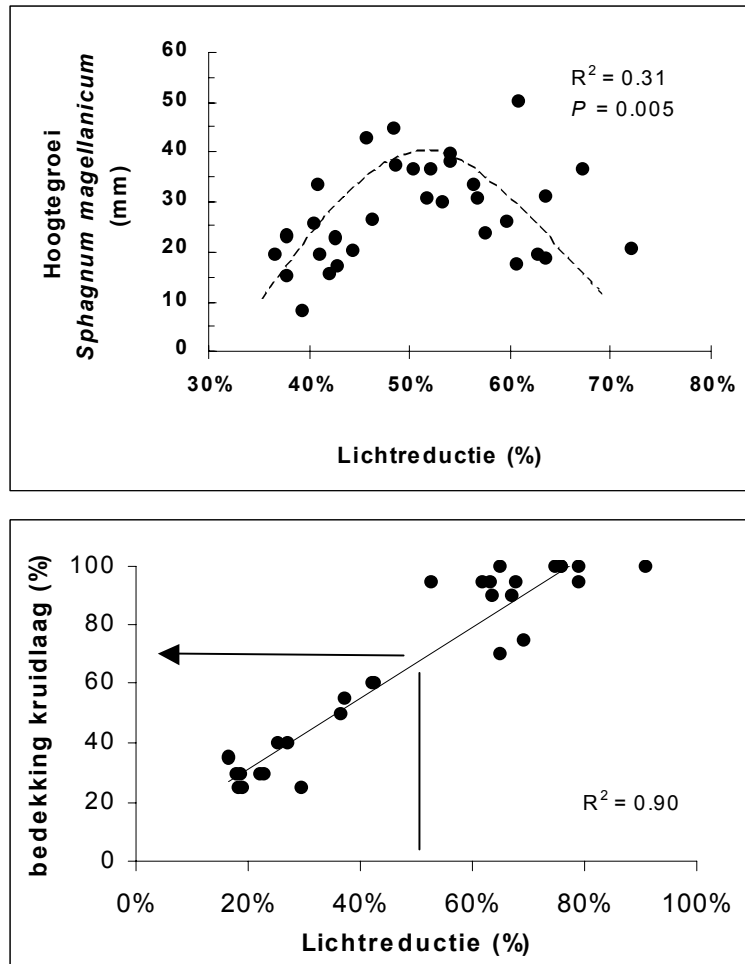 60
50
40
30
20
10
0
R² = 0.31
P = 0.005
Hoogtegroei
Sphagnum magellanicum
(mm)
30% 40% 50% 60% 70% 80%
Lichtreductie (%)
100
80
60
40
20
0
bedekking kruidlaag (%)
R² = 0.90
0% 20% 40% 60% 80% 100%
Lichtreductie (%)